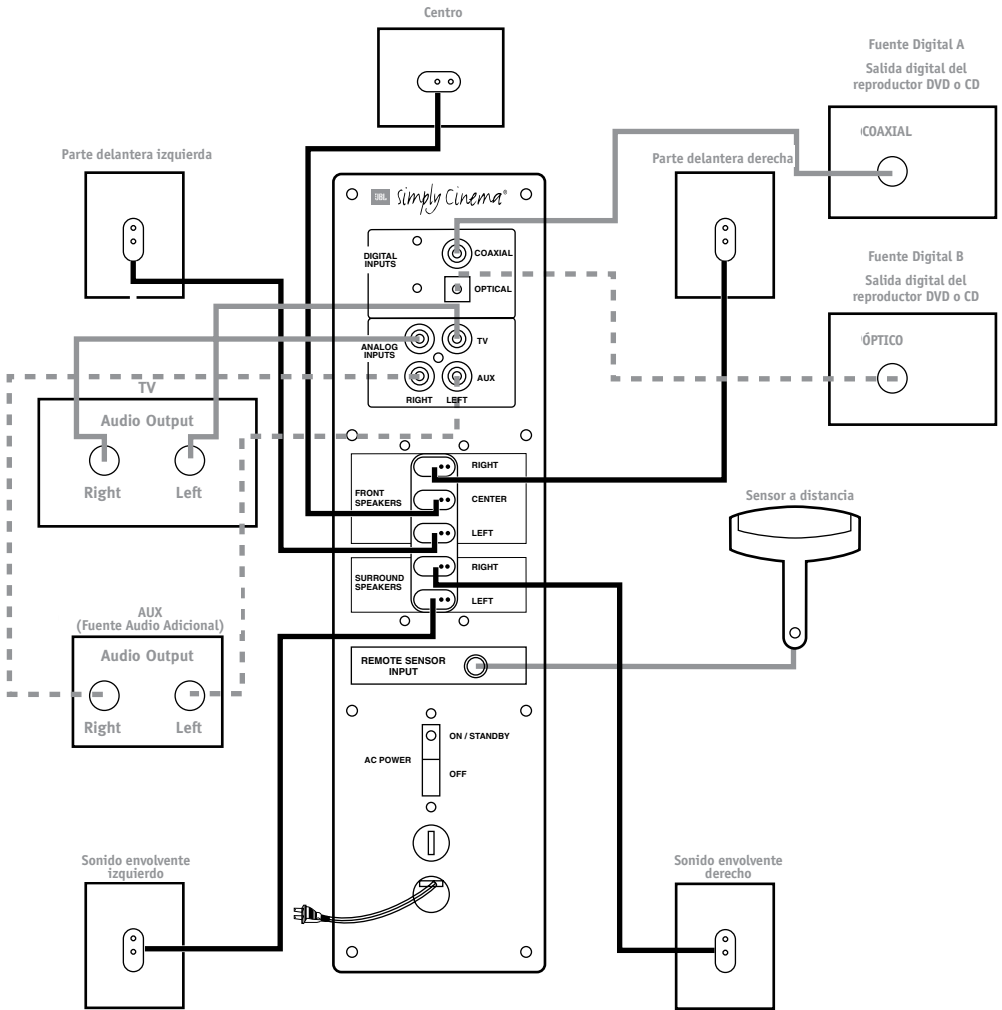 Centro
Fuente Digital A
Salida digital del
reproductor DVD o CD
COAXIAL
Parte delantera izquierda
Parte delantera derecha
JBL Simply Cinema®
DIGITAL
INPUTS
COAXIAL
OPTICAL
Fuente Digital B
Salida digital del
reproductor DVD o CD
ÓPTICO
ANALOG
INPUTS
TV
AUX
RIGHT LEFT
TV
Audio Output
Right Left
FRONT
SPEAKERS
RIGHT
CENTER
LEFT
SURROUND
SPEAKERS
RIGHT
LEFT
Sensor a distancia
AUX
(Fuente Audio Adicional)
Audio Output
Right Left
REMOTE SENSOR
INPUT
AC POWER
ON / STANDBY
OFF
Sonido envolvente
izquierdo
Sonido envolvente
derecho